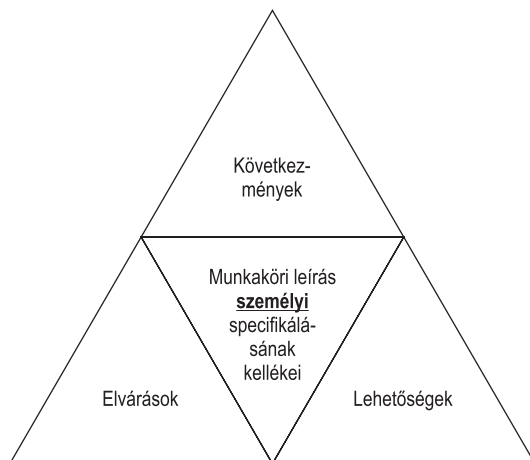 Következ-
mények
Munkaköri leírás
személyi
specifikálá-
sának
kellékei
Elvárások
Lehetőségek